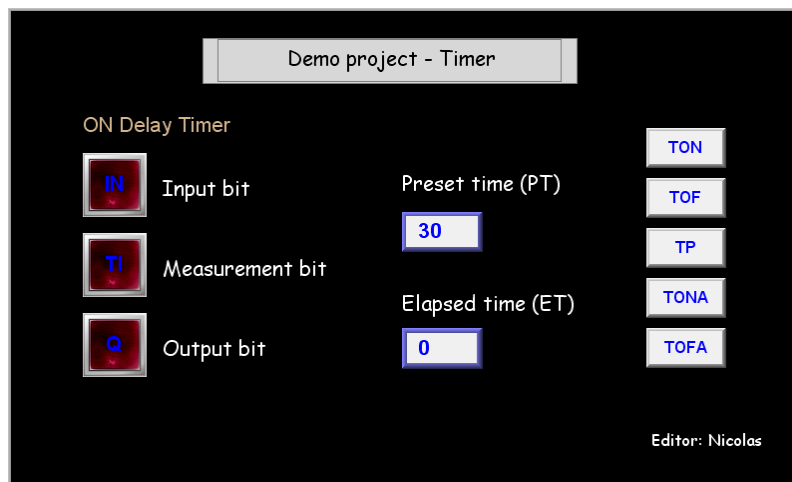 Demo project - Timer
ON Delay Timer
IN
Input bit
TI
Measurement bit
Q
Output bit
Preset time (PT)
30
Elapsed time (ET)
0
TON
TOF
TP
TONA
TOFA
Editor: Nicolas